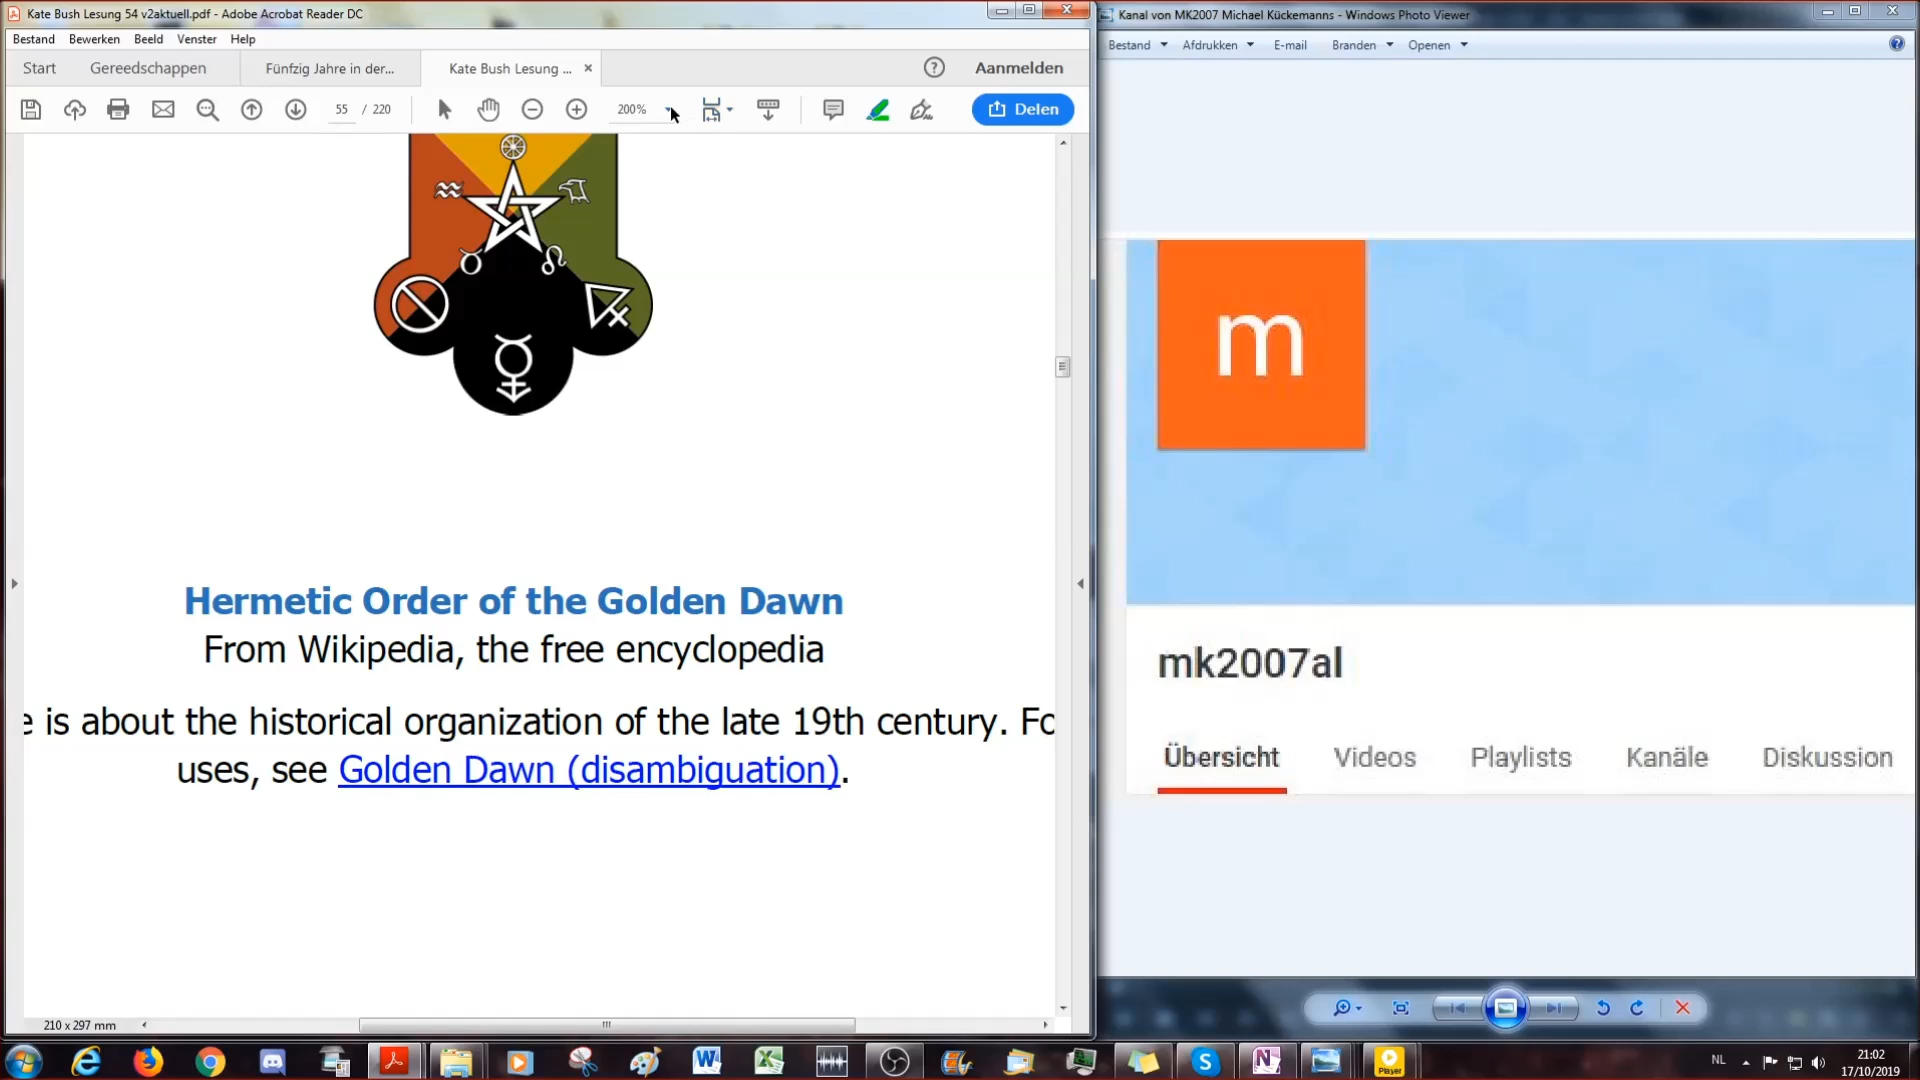 Kate Bush Lesung 54 v2aktuell.pdf - Adobe Acrobat Reader DC
Bestand Bewerken Beeld Venster Help
Start Gereedschappen Fünfzig Jahre in der... Kate Bush Lesung ... × ? Aanmelden
55 / 220 200% Delen
Hermetic Order of the Golden Dawn
From Wikipedia, the free encyclopedia
e is about the historical organization of the late 19th century. Fo
uses, see Golden Dawn (disambiguation).
210 x 297 mm
Kanal von MK2007 Michael Kückemanns - Windows Photo Viewer
Bestand Afdrukken E-mail Branden Openen
m
mk2007al
Übersicht Videos Playlists Kanäle Diskussion
Player
NL 21:02
17/10/2019